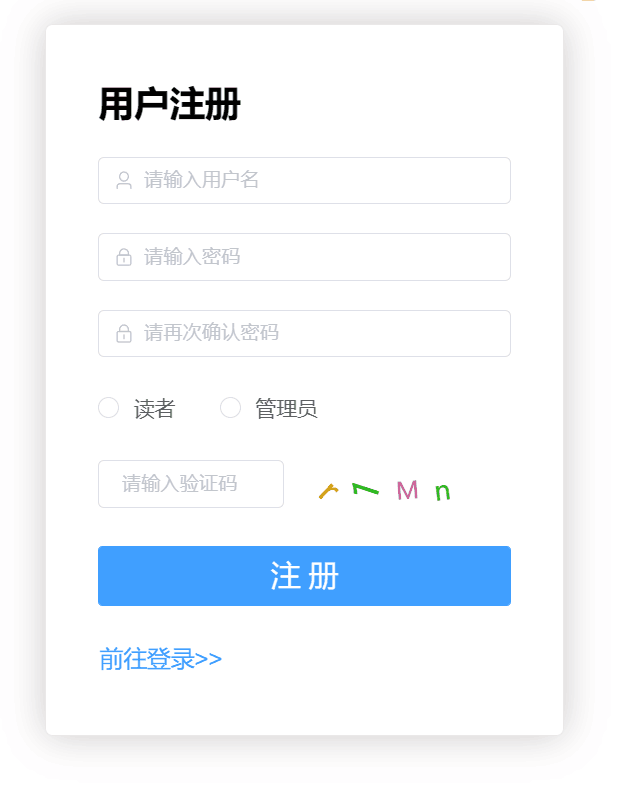 用户注册
请输入用户名
请输入密码
请再次确认密码
读者 管理员
请输入验证码 r 1 M n
注 册
前往登录>>